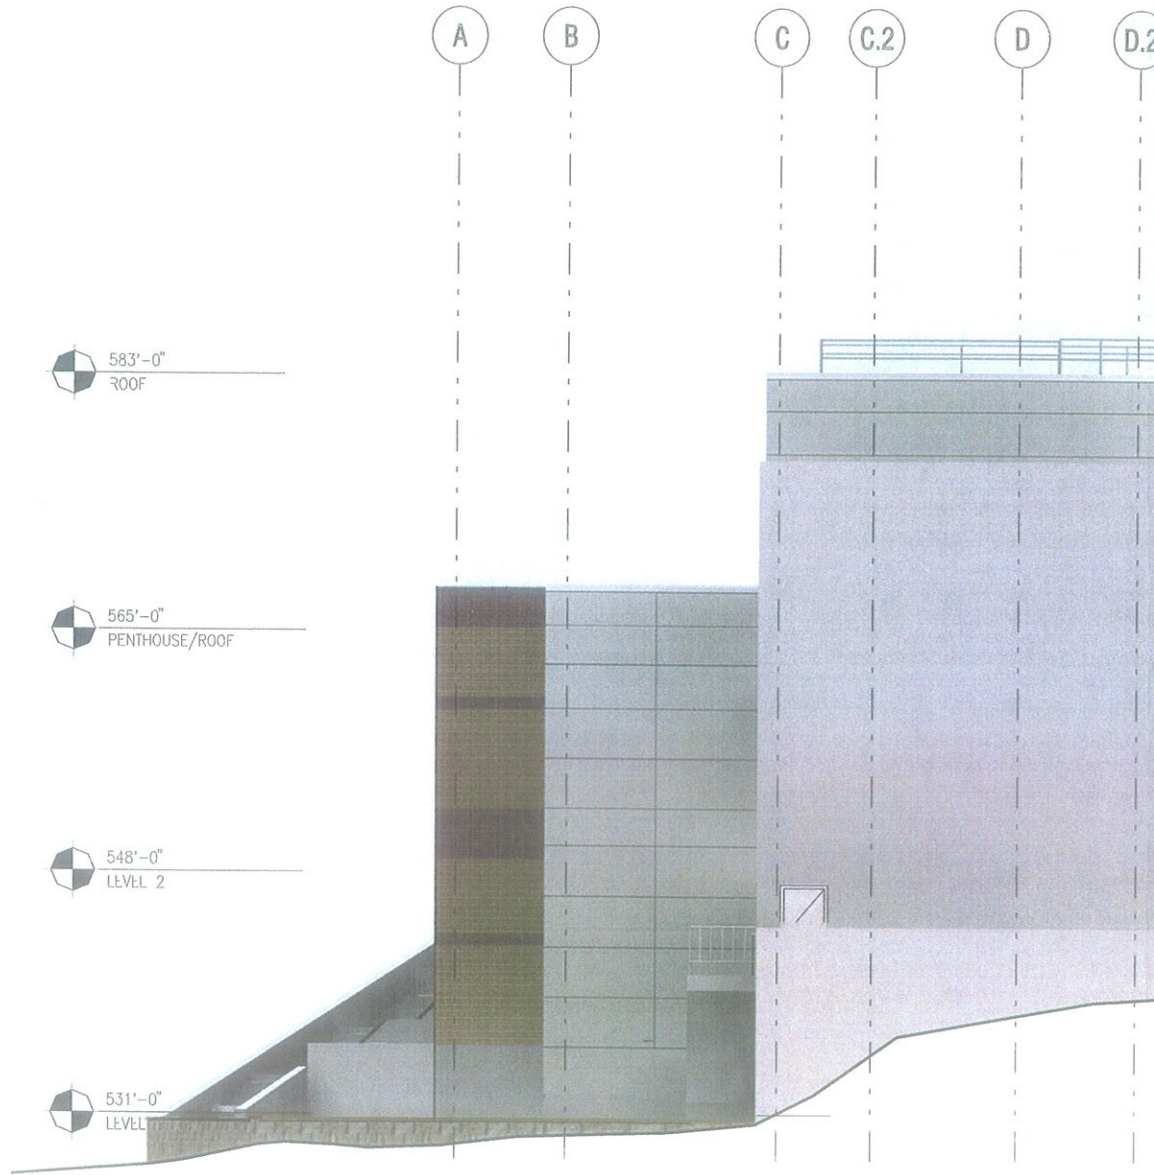 A B C C.2 D D.2
583'-0"
ROOF
565'-0"
PENTHOUSE/ROOF
548'-0"
LEVEL 2
531'-0"
LEVEL